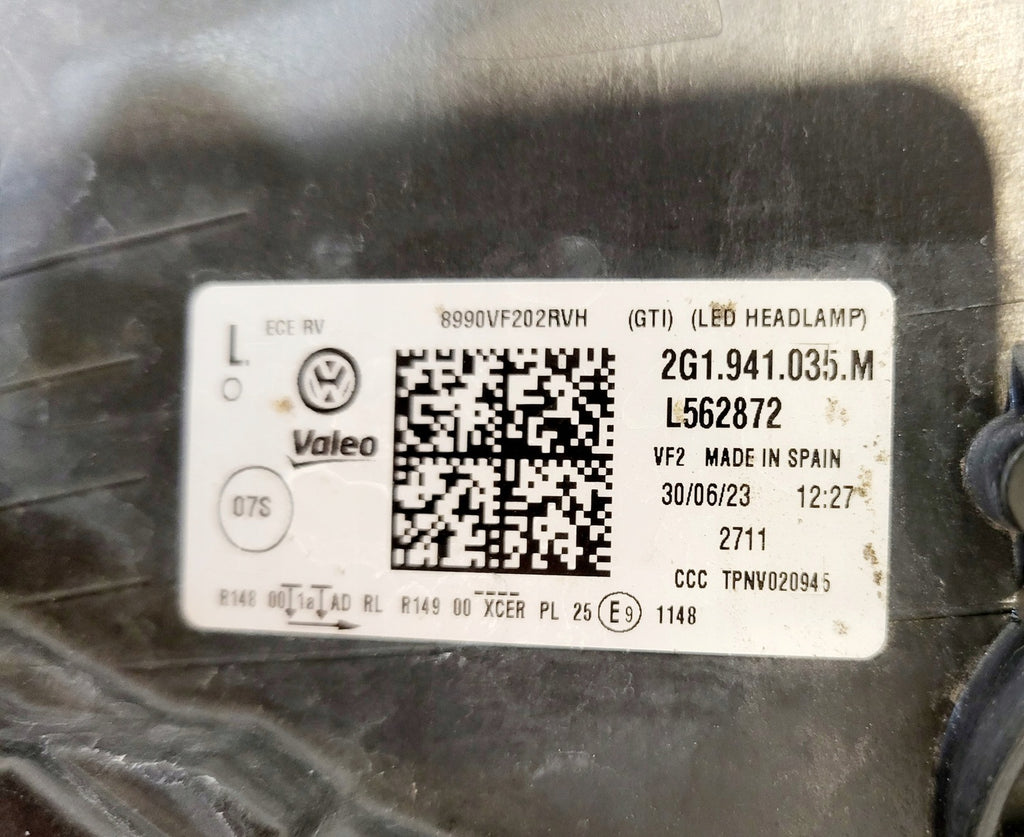 L
ECE RV
8990VF202RVH (GTI) (LED HEADLAMP)
Valeo
07S
2G1.941.035.M
L562872
VF2 MADE IN SPAIN
30/06/23 12:27
2711
CCC TPNV020945
R148 00 1a AD RL R149 00 XCER PL 25 E9 1148